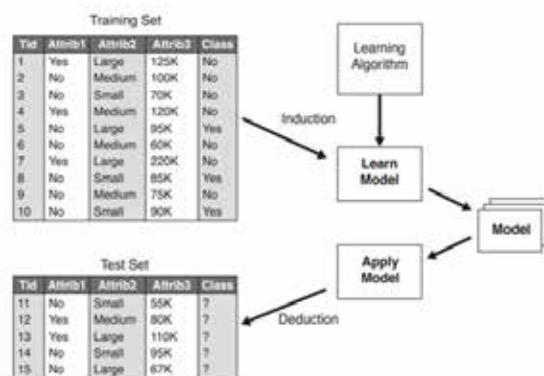 Training Set
Tid Attrib1 Attrib2 Attrib3 Class
1 Yes Large 125K No
2 No Medium 100K No
3 No Small 70K No
4 Yes Medium 120K No
5 No Large 95K Yes
6 No Medium 60K No
7 Yes Large 220K No
8 No Small 85K Yes
9 No Medium 75K No
10 No Small 90K Yes
Learning
Algorithm
Induction
Learn
Model
Model
Apply
Model
Test Set
Tid Attrib1 Attrib2 Attrib3 Class
11 No Small 55K ?
12 Yes Medium 80K ?
13 Yes Large 110K ?
14 No Small 95K ?
15 No Large 67K ?
Deduction